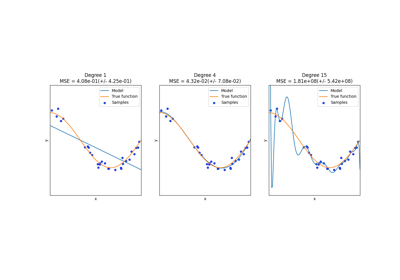 Degree 1
MSE = 4.08e-01(+/- 4.25e-01)
Model
True function
Samples
y
x
Degree 4
MSE = 4.32e-02(+/- 7.08e-02)
Model
True function
Samples
y
x
Degree 15
MSE = 1.81e+08(+/- 5.42e+08)
Model
True function
Samples
y
x